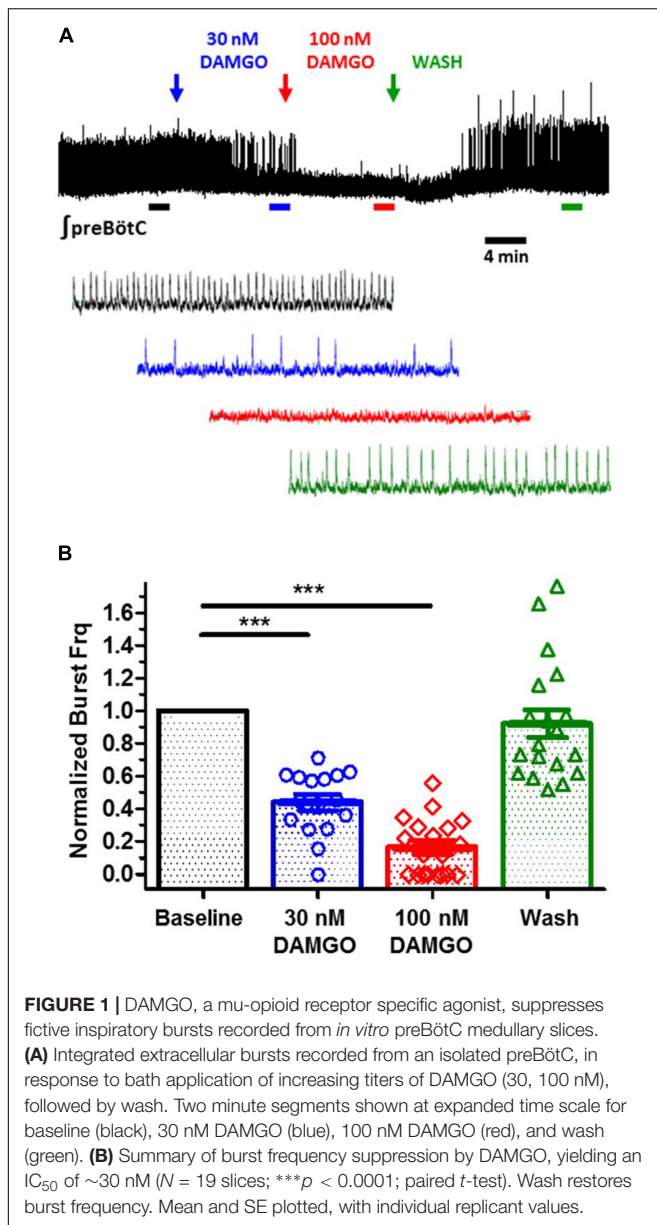 A
30 nM
DAMGO
100 nM
DAMGO
WASH
∫preBötC
4 min
B
Normalized Burst Frq
1.6
1.4
1.2
1.0
0.8
0.6
0.4
0.2
0.0
***
***
Baseline
30 nM
DAMGO
100 nM
DAMGO
Wash
FIGURE 1 | DAMGO, a mu-opioid receptor specific agonist, suppresses
fictive inspiratory bursts recorded from in vitro preBötC medullary slices.
(A) Integrated extracellular bursts recorded from an isolated preBötC, in
response to bath application of increasing titers of DAMGO (30, 100 nM),
followed by wash. Two minute segments shown at expanded time scale for
baseline (black), 30 nM DAMGO (blue), 100 nM DAMGO (red), and wash
(green). (B) Summary of burst frequency suppression by DAMGO, yielding an
IC50 of ~30 nM (N = 19 slices; ***p < 0.0001; paired t-test). Wash restores
burst frequency. Mean and SE plotted, with individual replicant values.